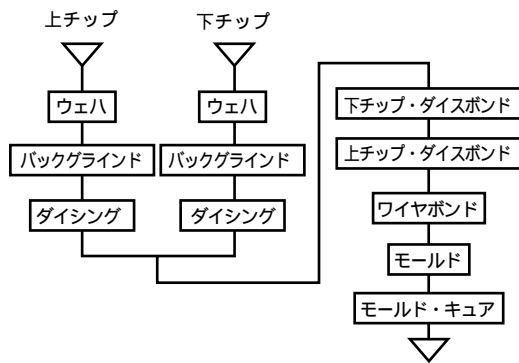 上チップ
下チップ
ウェハ
ウェハ
バックグラインド
バックグラインド
ダイシング
ダイシング
下チップ・ダイスボンド
上チップ・ダイスボンド
ワイヤボンド
モールド
モールド・キュア